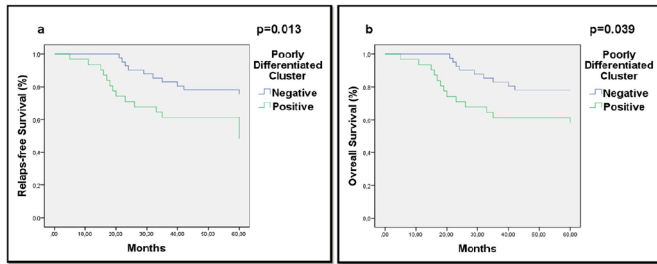 a
p=0.013
Poorly
Differentiated
Cluster
Negative
Positive
Relaps-free Survival (%)
1,0
0,8
0,6
0,4
0,2
0,0
,00 10,00 20,00 30,00 40,00 50,00 60,00
Months
b
p=0.039
Poorly
Differentiated
Cluster
Negative
Positive
Ovreall Survival (%)
1,0
0,8
0,6
0,4
0,2
0,0
,00 10,00 20,00 30,00 40,00 50,00 60,00
Months